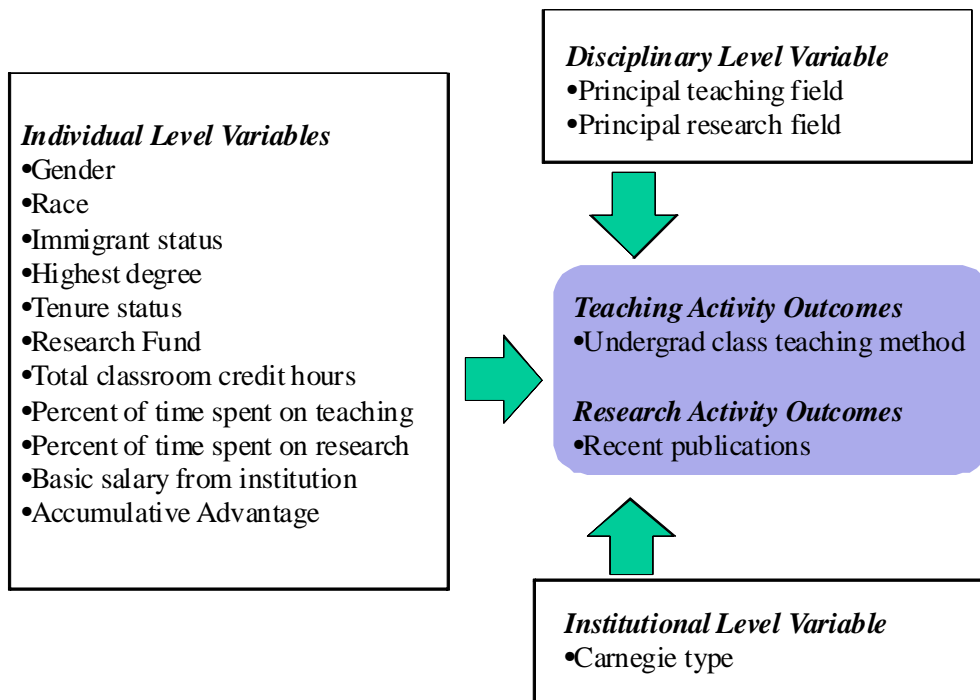 Individual Level Variables
•Gender
•Race
•Immigrant status
•Highest degree
•Tenure status
•Research Fund
•Total classroom credit hours
•Percent of time spent on teaching
•Percent of time spent on research
•Basic salary from institution
•Accumulative Advantage
Disciplinary Level Variable
•Principal teaching field
•Principal research field
Teaching Activity Outcomes
•Undergrad class teaching method
Research Activity Outcomes
•Recent publications
Institutional Level Variable
•Carnegie type